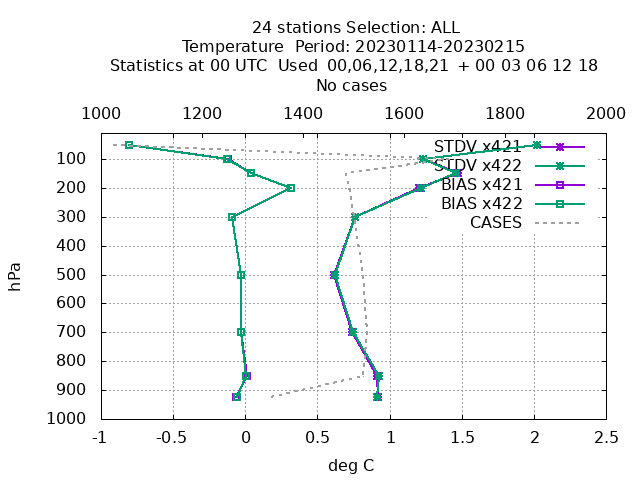 24 stations Selection: ALL
Temperature  Period: 20230114-20230215
Statistics at 00 UTC  Used  00,06,12,18,21  + 00 03 06 12 18
No cases
1000 1200 1400 1600 1800 2000
STDV x421
STDV x422
BIAS x421
BIAS x422
CASES
100
200
300
400
500
600
700
800
900
1000
hPa
-1 -0.5 0 0.5 1 1.5 2 2.5
deg C